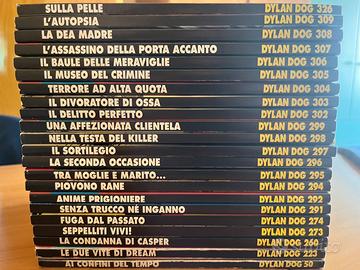 SULLA PELLE DYLAN DOG 326
L'AUTOPSIA DYLAN DOG 309
LA DEA MADRE DYLAN DOG 308
L'ASSASSINO DELLA PORTA ACCANTO DYLAN DOG 307
IL BAULE DELLE MERAVIGLIE DYLAN DOG 306
IL MUSEO DEL CRIMINE DYLAN DOG 305
TERRORE AD ALTA QUOTA DYLAN DOG 304
IL DIVORATORE DI OSSA DYLAN DOG 303
IL DELITTO PERFETTO DYLAN DOG 302
UNA AFFEZIONATA CLIENTELA DYLAN DOG 299
NELLA TESTA DEL KILLER DYLAN DOG 298
IL SORTILEGIO DYLAN DOG 297
LA SECONDA OCCASIONE DYLAN DOG 296
TRA MOGLIE E MARITO... DYLAN DOG 295
PIOVONO RANE DYLAN DOG 294
ANIME PRIGIONIERE DYLAN DOG 292
SENZA TRUCCO NÉ INGANNO DYLAN DOG 291
FUGA DAL PASSATO DYLAN DOG 274
SEPPELLITI VIVI! DYLAN DOG 273
LA CONDANNA DI CASPER DYLAN DOG 260
LE DUE VITE DI DREAM DYLAN DOG 223
AI CONFINI DEL TEMPO DYLAN DOG 50